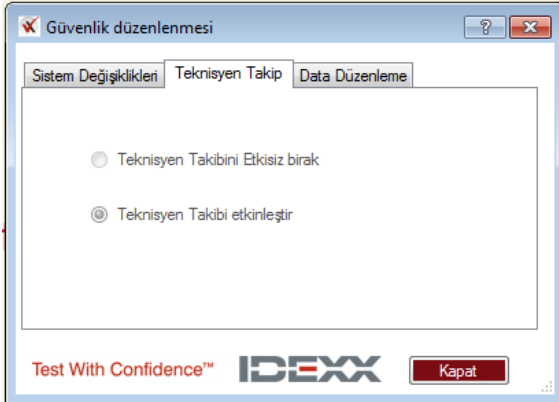 Güvenlik düzenlenmesi
Sistem Değişiklikleri Teknisyen Takip Data Düzenleme
Teknisyen Takibini Etkisiz birak
Teknisyen Takibi etkinleştir
Test With Confidence™ IDEXX Kapat